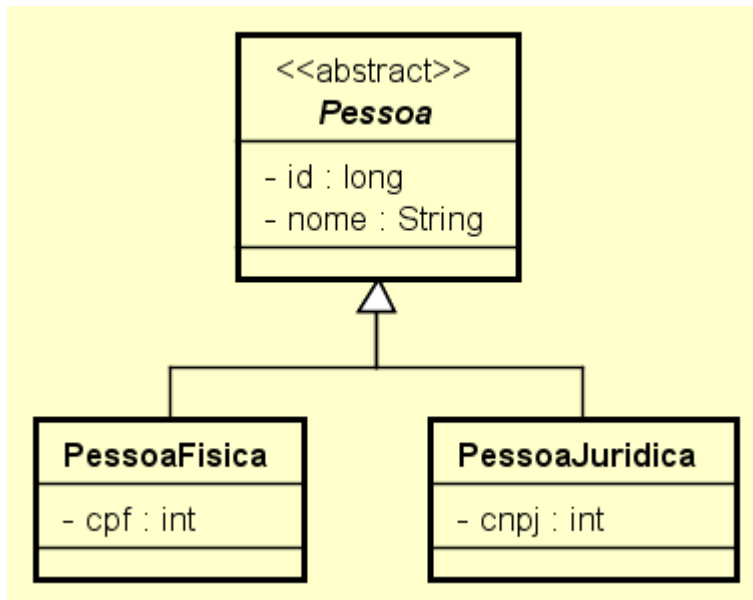 <<abstract>>
Pessoa
- id : long
- nome : String
PessoaFisica
- cpf : int
PessoaJuridica
- cnpj : int